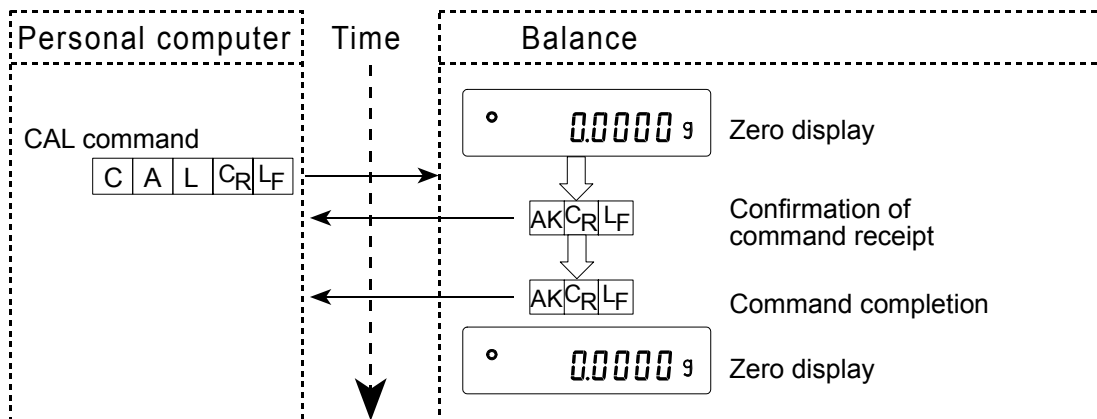 Personal computer Time Balance
0.0000 g Zero display
CAL command
C A L CR LF
AK CR LF Confirmation of
command receipt
AK CR LF Command completion
0.0000 g Zero display